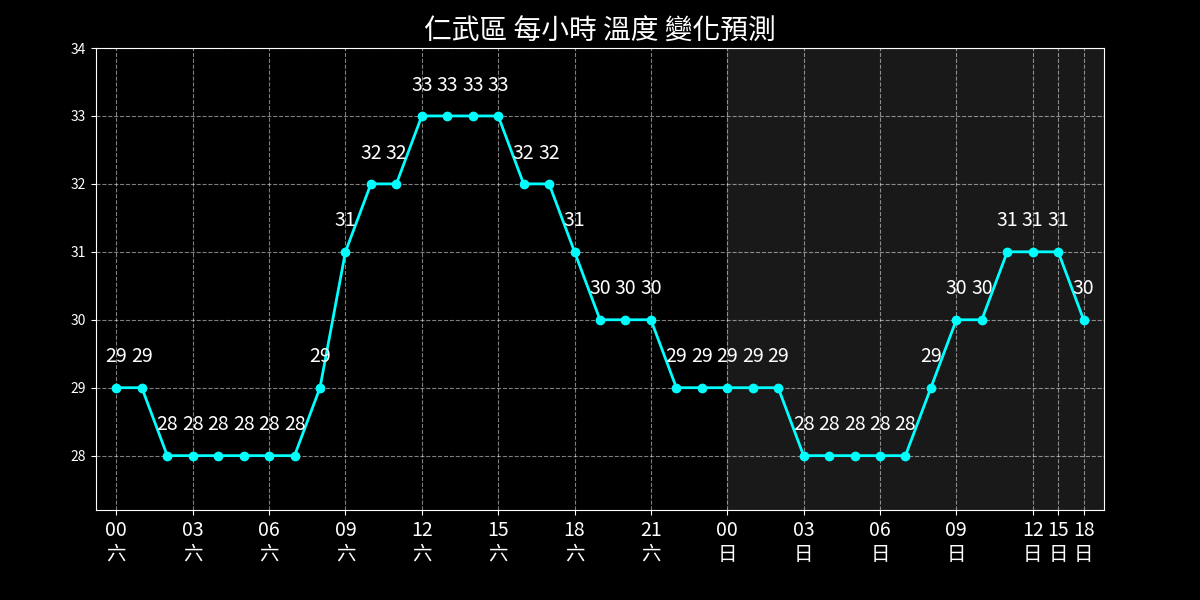 仁武區 每小時 溫度 變化預測
34
33 33 33 33
33
32 32 32 32
32
31 31 31 31 31
31
30 30 30 30 30 30
30
29 29 29 29 29 29 29 29 29
29
28 28 28 28 28 28 28 28 28 28 28
28
00 03 06 09 12 15 18 21 00 03 06 09 12 15 18
六 六 六 六 六 六 六 六 日 日 日 日 日 日 日